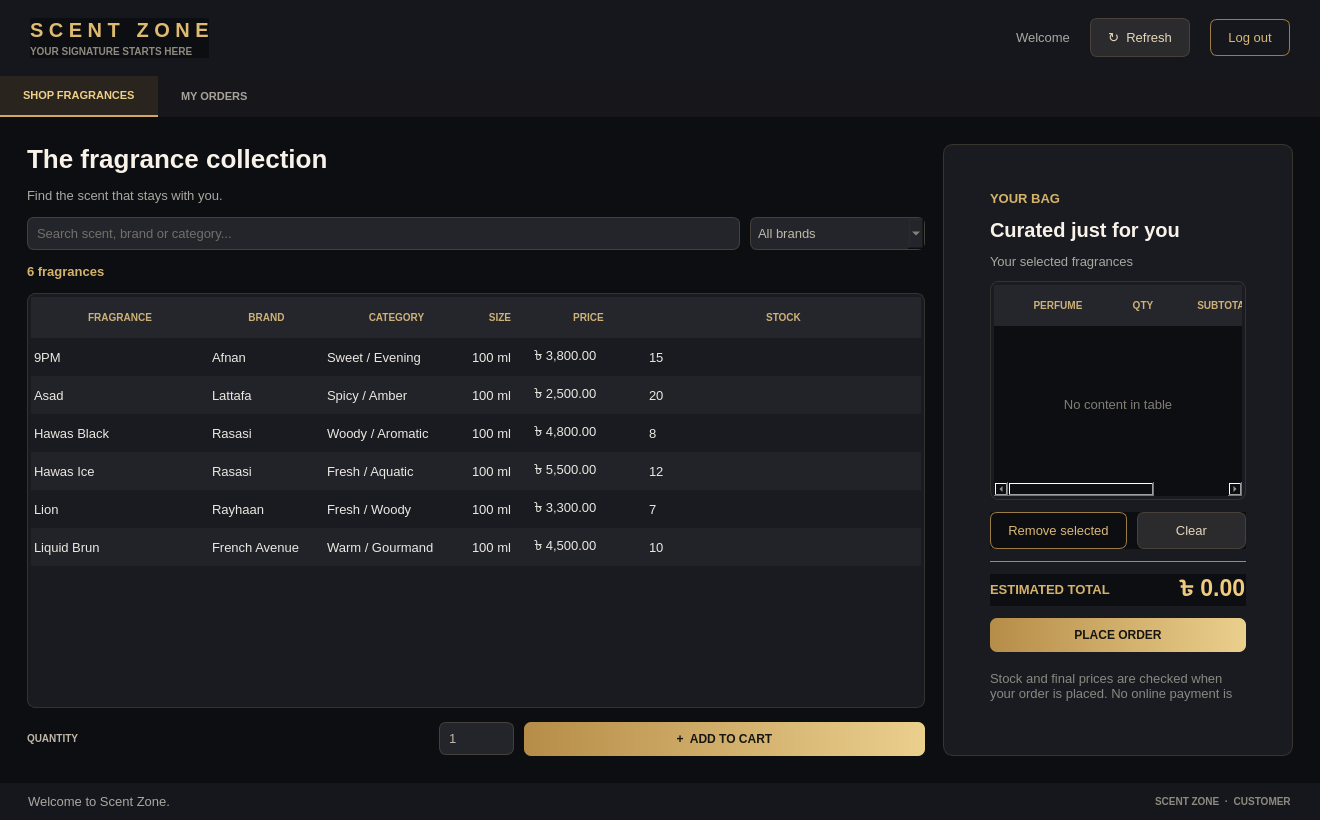 SCENT ZONE
YOUR SIGNATURE STARTS HERE
Welcome
↻ Refresh
Log out
SHOP FRAGRANCES
MY ORDERS
The fragrance collection
Find the scent that stays with you.
Search scent, brand or category...
All brands
6 fragrances
FRAGRANCE BRAND CATEGORY SIZE PRICE STOCK
9PM Afnan Sweet / Evening 100 ml ৳ 3,800.00 15
Asad Lattafa Spicy / Amber 100 ml ৳ 2,500.00 20
Hawas Black Rasasi Woody / Aromatic 100 ml ৳ 4,800.00 8
Hawas Ice Rasasi Fresh / Aquatic 100 ml ৳ 5,500.00 12
Lion Rayhaan Fresh / Woody 100 ml ৳ 3,300.00 7
Liquid Brun French Avenue Warm / Gourmand 100 ml ৳ 4,500.00 10
QUANTITY
1
+ ADD TO CART
YOUR BAG
Curated just for you
Your selected fragrances
PERFUME QTY SUBTOTA
No content in table
Remove selected
Clear
ESTIMATED TOTAL ৳ 0.00
PLACE ORDER
Stock and final prices are checked when
your order is placed. No online payment is
Welcome to Scent Zone.
SCENT ZONE · CUSTOMER